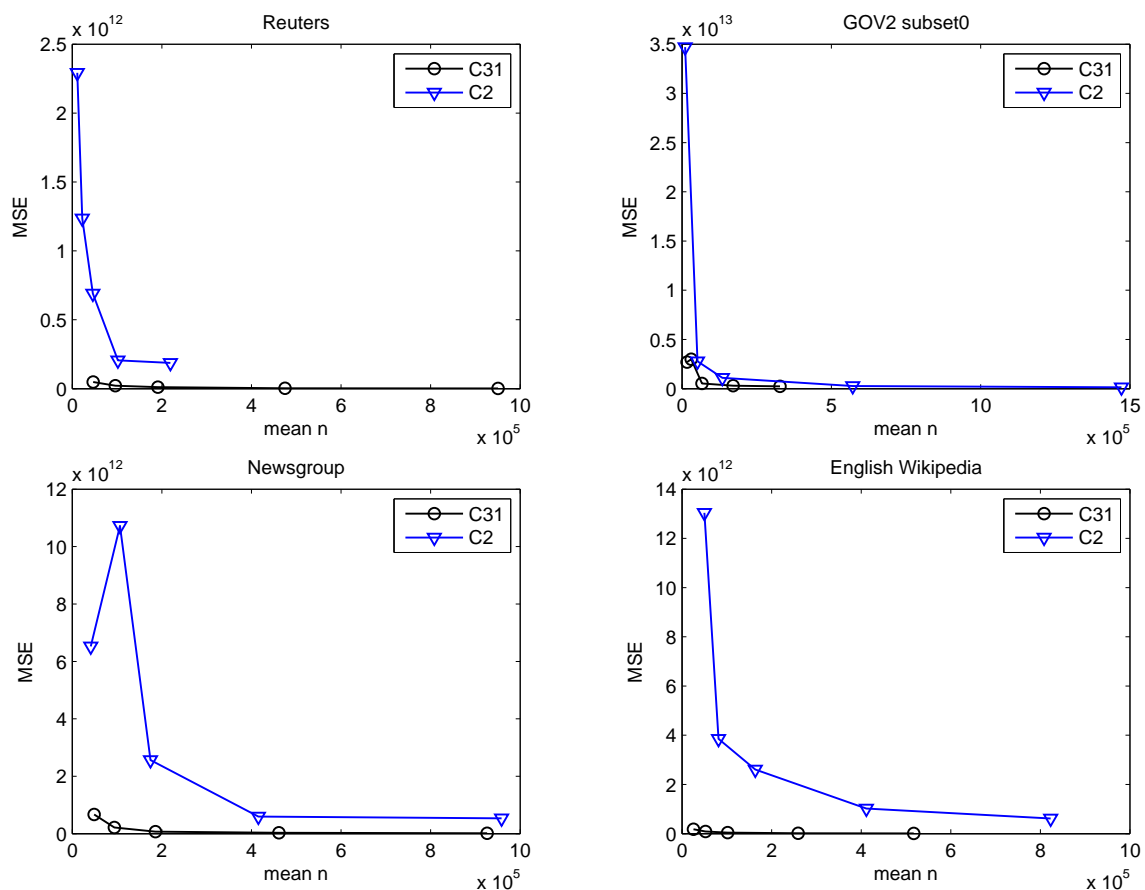 x 10^12
Reuters
2.5
2
1.5
1
0.5
0
MSE
C31
C2
0 2 4 6 8 10
mean n
x 10^5
x 10^13
GOV2 subset0
3.5
3
2.5
2
1.5
1
0.5
0
MSE
C31
C2
0 5 10 15
mean n
x 10^5
x 10^12
Newsgroup
12
10
8
6
4
2
0
MSE
C31
C2
0 2 4 6 8 10
mean n
x 10^5
x 10^12
English Wikipedia
14
12
10
8
6
4
2
0
MSE
C31
C2
0 2 4 6 8 10
mean n
x 10^5